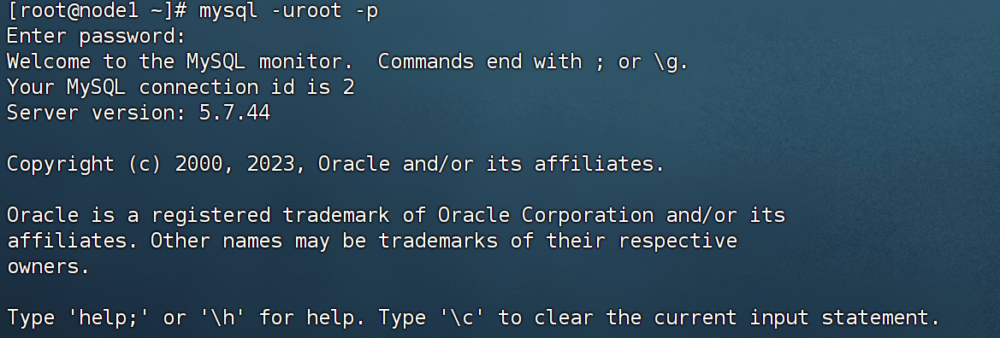 [root@node1 ~]# mysql -uroot -p
Enter password:
Welcome to the MySQL monitor.  Commands end with ; or \g.
Your MySQL connection id is 2
Server version: 5.7.44
Copyright (c) 2000, 2023, Oracle and/or its affiliates.
Oracle is a registered trademark of Oracle Corporation and/or its
affiliates. Other names may be trademarks of their respective
owners.
Type 'help;' or '\h' for help. Type '\c' to clear the current input statement.